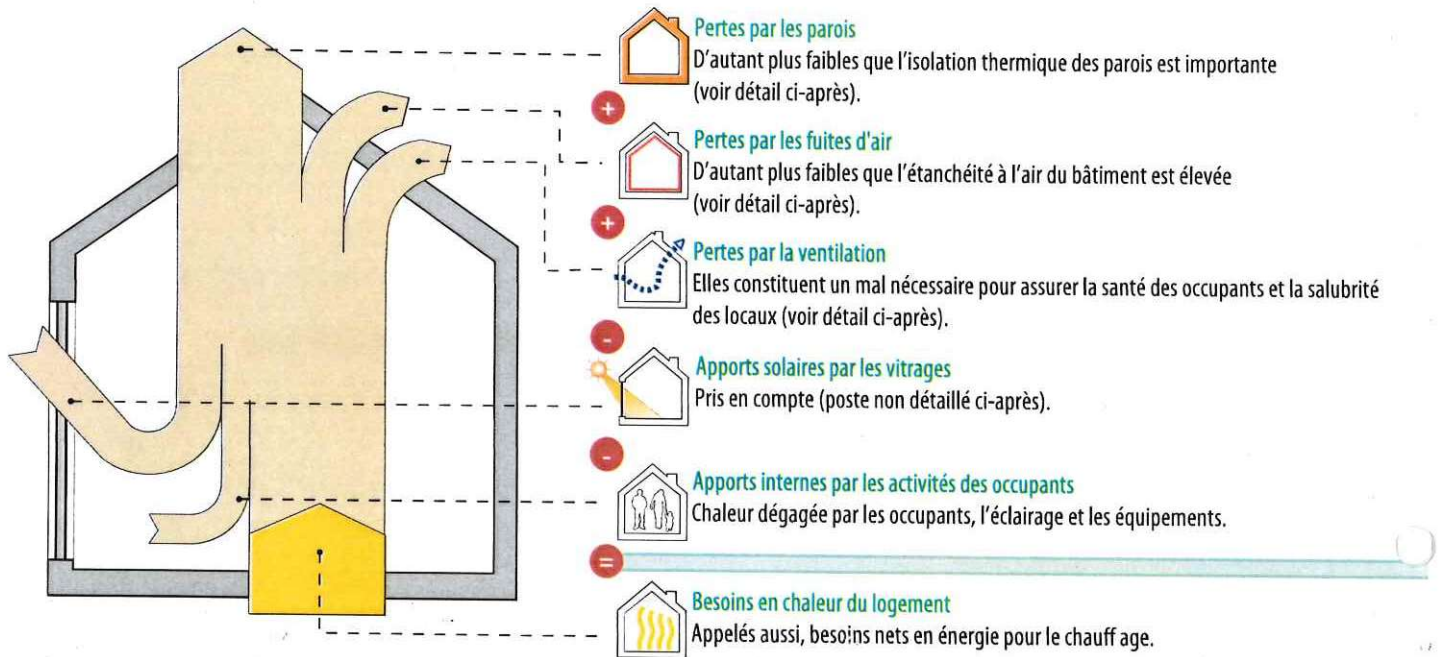 Pertes par les parois
D'autant plus faibles que l'isolation thermique des parois est importante
(voir détail ci-après).
+
Pertes par les fuites d'air
D'autant plus faibles que l'étanchéité à l'air du bâtiment est élevée
(voir détail ci-après).
+
Pertes par la ventilation
Elles constituent un mal nécessaire pour assurer la santé des occupants et la salubrité
des locaux (voir détail ci-après).
-
Apports solaires par les vitrages
Pris en compte (poste non détaillé ci-après).
-
Apports internes par les activités des occupants
Chaleur dégagée par les occupants, l'éclairage et les équipements.
=
Besoins en chaleur du logement
Appelés aussi, besoins nets en énergie pour le chauff age.